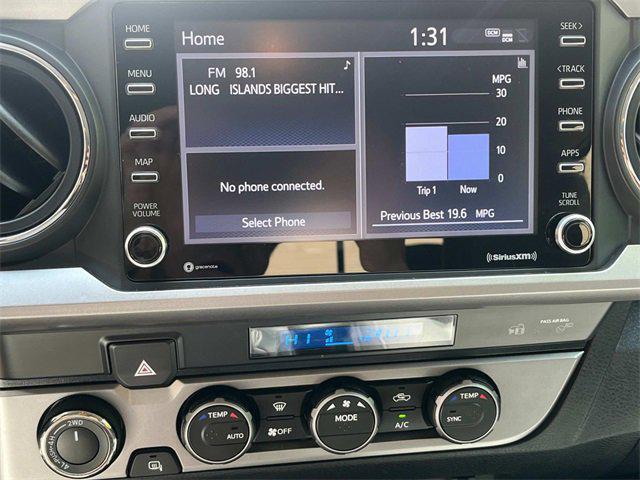 HOME
Home
1:31
DCM
DCM
SEEK >
MENU
FM 98.1
LONG ISLANDS BIGGEST HIT...
MPG
30
20
10
0
< TRACK
AUDIO
PHONE
MAP
No phone connected.
Trip 1
Now
APPS
POWER
VOLUME
Select Phone
Previous Best 19.6 MPG
TUNE
SCROLL
gracenote
SiriusXM
HI
PASS AIR BAG
2WD
TEMP
AUTO
OFF
MODE
A/C
TEMP
SYNC